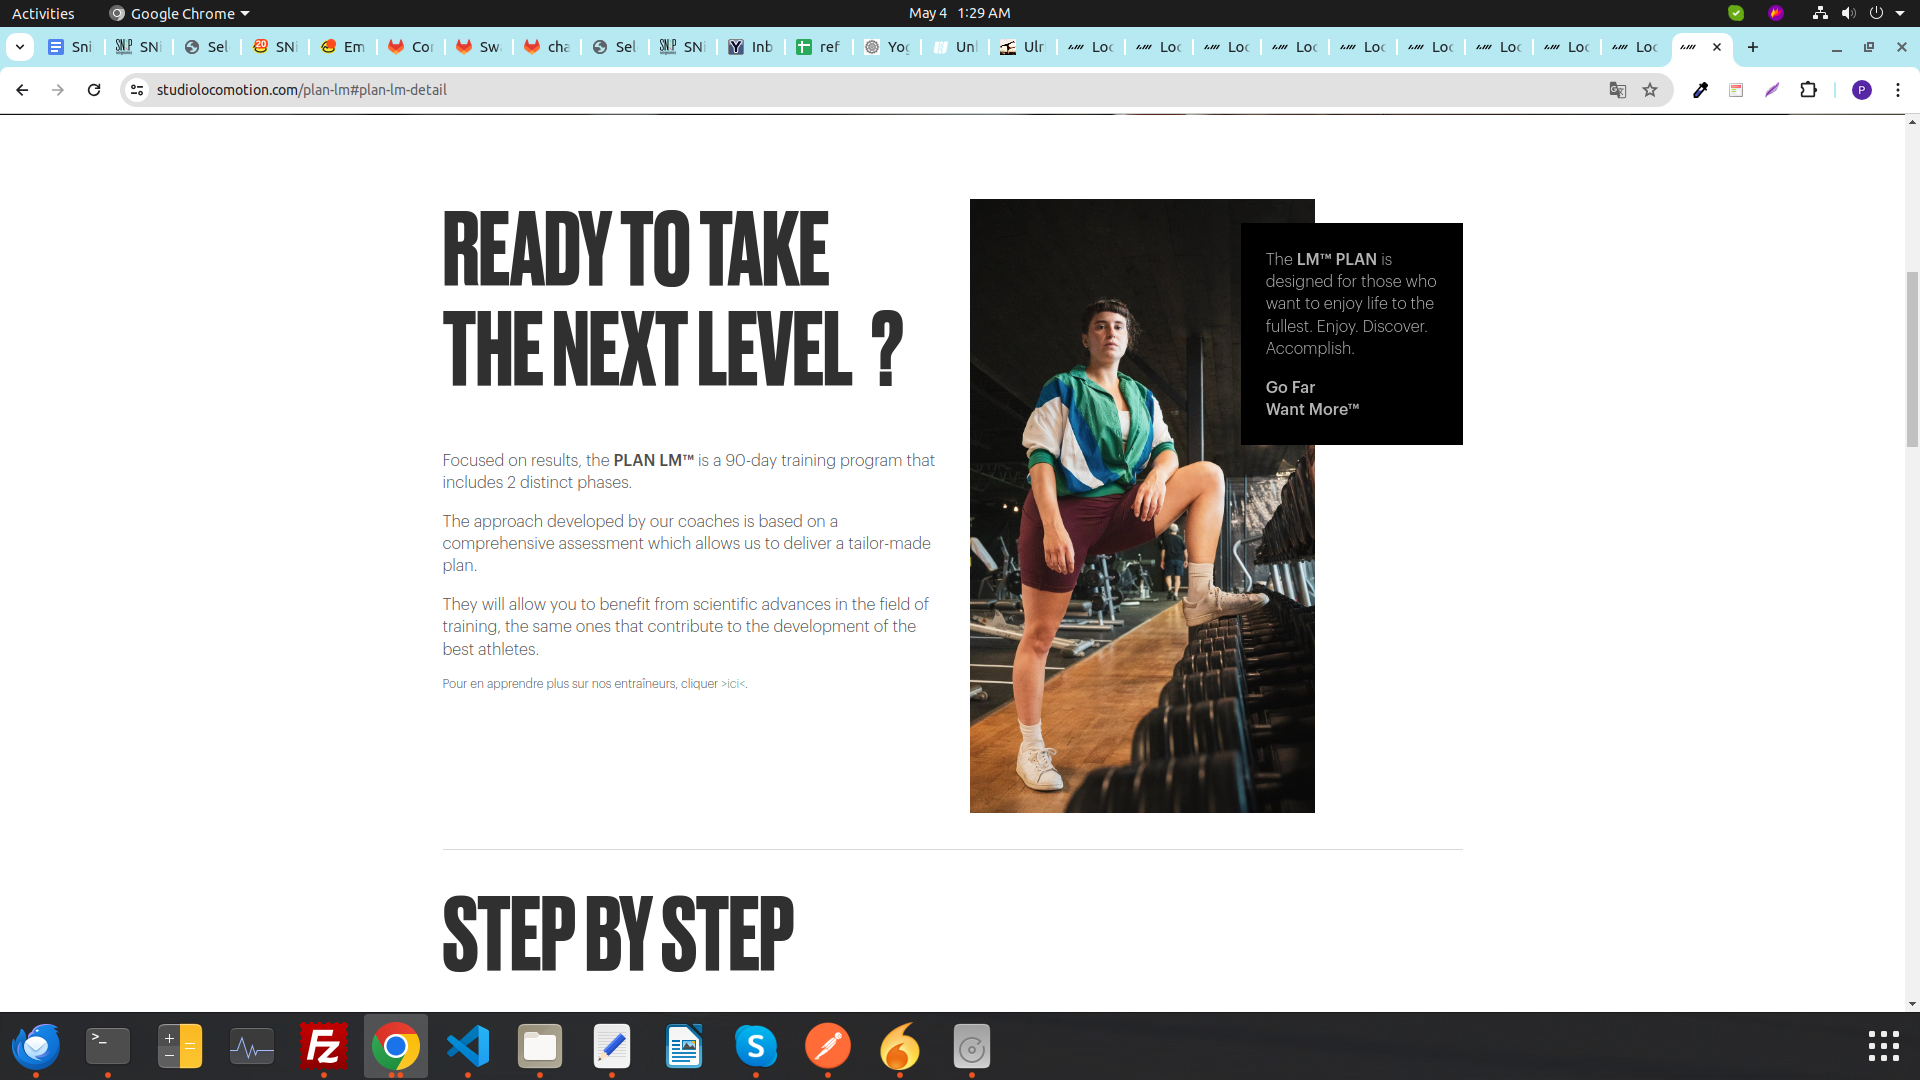 Activities
Google Chrome
May 4 1:29 AM
Sni
SNi
Sel
SNi
Em
Cor
Swa
cha
Sel
SNi
Inb
ref
Yog
Unl
Ulr
Loc
Loc
Loc
Loc
Loc
Loc
Loc
Loc
Loc
studiolocomotion.com/plan-lm#plan-lm-detail
P
READY TO TAKE
THE NEXT LEVEL ?
The LM™ PLAN is
designed for those who
want to enjoy life to the
fullest. Enjoy. Discover.
Accomplish.
Go Far
Want More™
Focused on results, the PLAN LM™ is a 90-day training program that
includes 2 distinct phases.
The approach developed by our coaches is based on a
comprehensive assessment which allows us to deliver a tailor-made
plan.
They will allow you to benefit from scientific advances in the field of
training, the same ones that contribute to the development of the
best athletes.
Pour en apprendre plus sur nos entraîneurs, cliquer >ici<.
STEP BY STEP